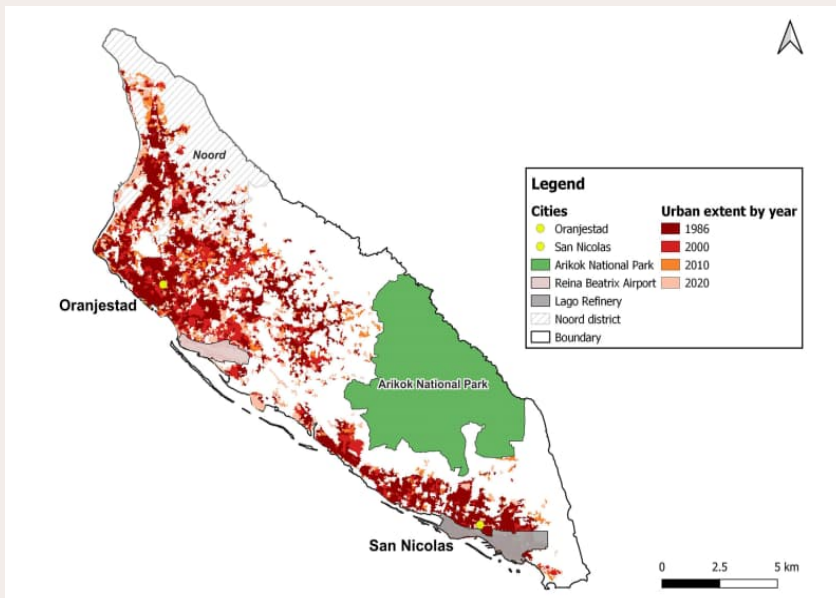 Noord
Oranjestad
Arikok National Park
San Nicolas
Legend
Cities
Oranjestad
San Nicolas
Arikok National Park
Reina Beatrix Airport
Lago Refinery
Noord district
Boundary
Urban extent by year
1986
2000
2010
2020
0 2.5 5 km